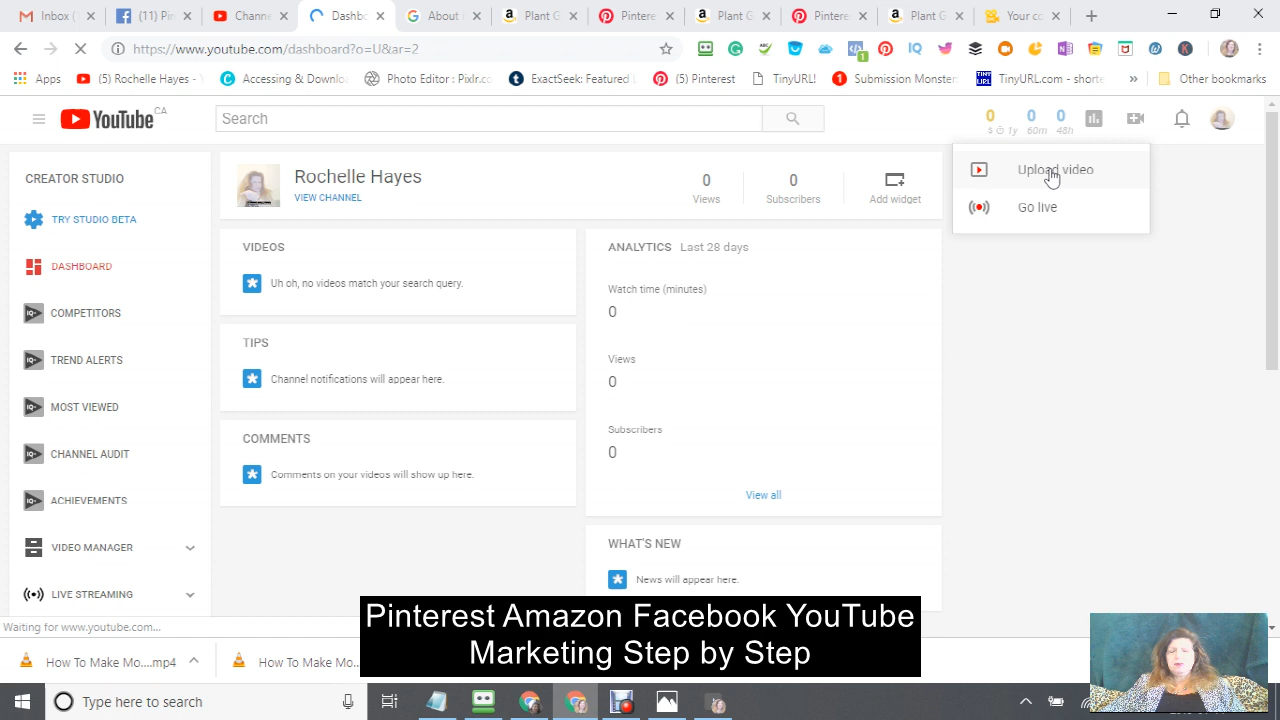 Inbox (
(1) Pin
Channe
Dashbo
About t
Plant G
Pintere
Plant G
Pintere
Plant G
Your co
https://www.youtube.com/dashboard?o=U&ar=2
Apps
(5) Rochelle Hayes -
Accessing & Downlo
Photo Editor : Pixlr.co
ExactSeek: Featured
(5) Pinterest
TinyURL!
Submission Monster
TinyURL.com - shorte
»
Other bookmarks
YouTube CA
Search
0 0 0
1y 60m 48h
Upload video
Go live
CREATOR STUDIO
TRY STUDIO BETA
DASHBOARD
COMPETITORS
TREND ALERTS
MOST VIEWED
CHANNEL AUDIT
ACHIEVEMENTS
VIDEO MANAGER
LIVE STREAMING
Rochelle Hayes
VIEW CHANNEL
0
Views
0
Subscribers
Add widget
VIDEOS
Uh oh, no videos match your search query.
TIPS
Channel notifications will appear here.
COMMENTS
Comments on your videos will show up here.
ANALYTICS Last 28 days
Watch time (minutes)
0
Views
0
Subscribers
0
View all
WHAT'S NEW
News will appear here.
Waiting for www.youtube.com...
Pinterest Amazon Facebook YouTube
Marketing Step by Step
How To Make Mo....mp4
How To Make Mo...
Type here to search